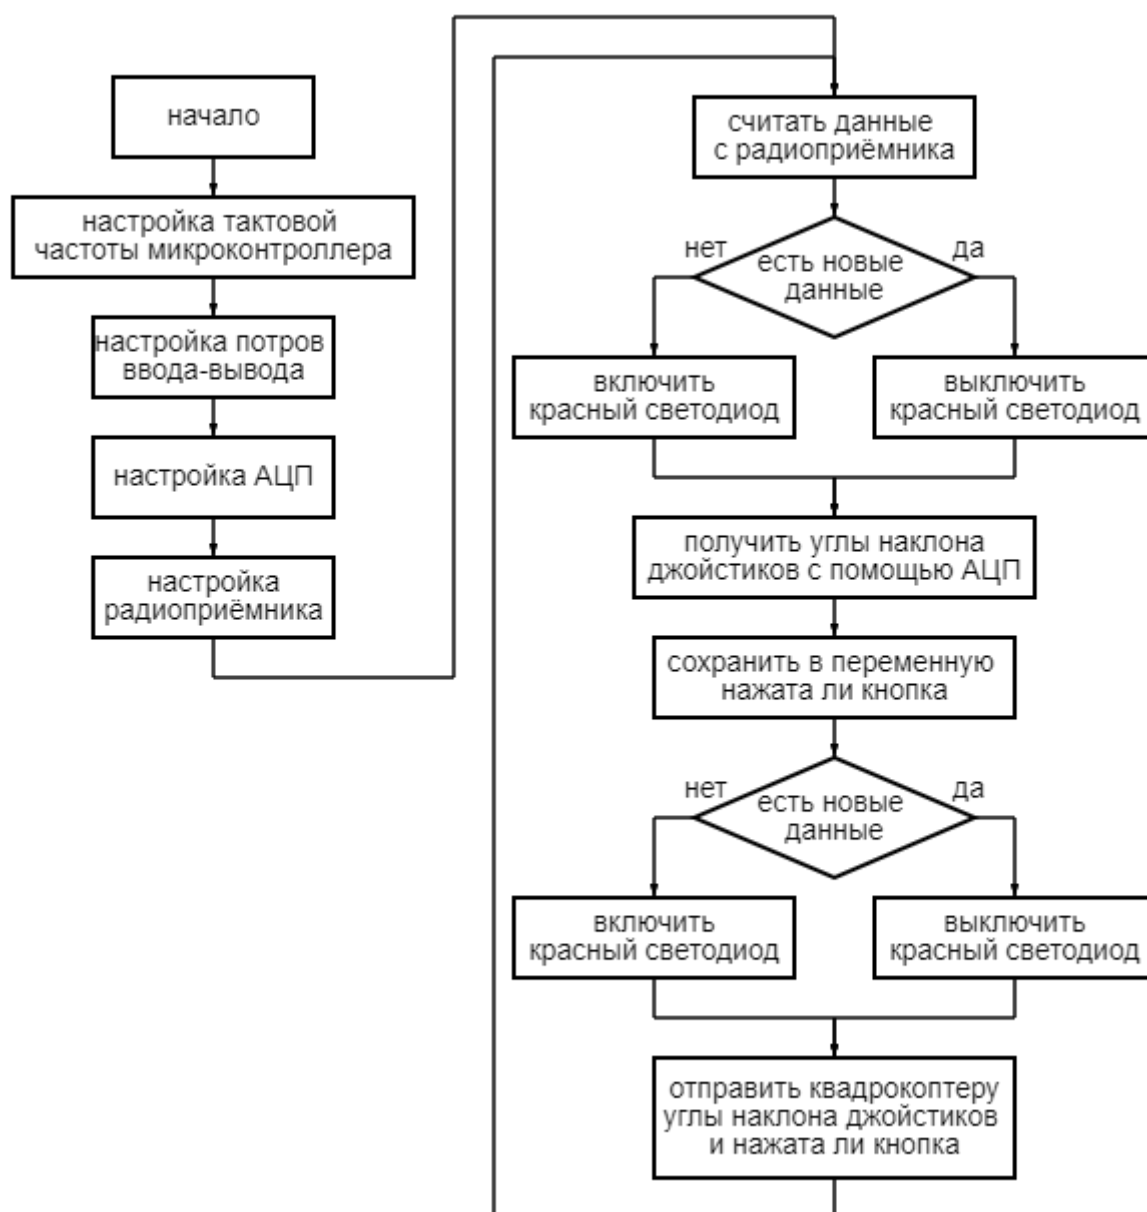 начало
настройка тактовой
частоты микроконтроллера
настройка потров
ввода-вывода
настройка АЦП
настройка
радиоприёмника
считать данные
с радиоприёмника
нет
есть новые
данные
да
включить
красный светодиод
выключить
красный светодиод
получить углы наклона
джойстиков с помощью АЦП
сохранить в переменную
нажата ли кнопка
нет
есть новые
данные
да
включить
красный светодиод
выключить
красный светодиод
отправить квадрокоптеру
углы наклона джойстиков
и нажата ли кнопка